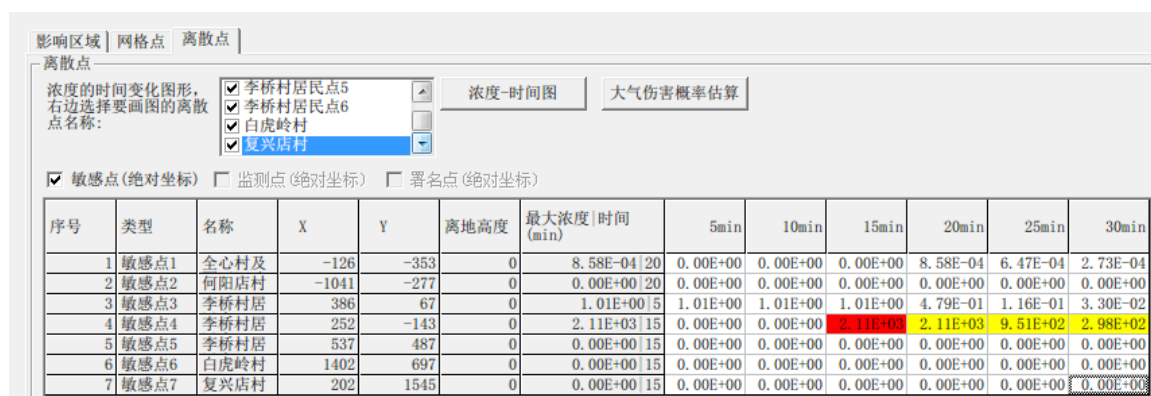 影响区域 网格点 离散点
离散点
浓度的时间变化图形，
右边选择要画图的离散
点名称：
李桥村居民点5
李桥村居民点6
白虎岭村
复兴店村
浓度-时间图 大气伤害概率估算
敏感点(绝对坐标) 监测点(绝对坐标) 署名点(绝对坐标)
序号 类型 名称 X Y 离地高度 最大浓度|时间(min) 5min 10min 15min 20min 25min 30min
1 敏感点1 全心村及 -126 -353 0 8.58E-04|20 0.00E+00 0.00E+00 0.00E+00 8.58E-04 6.47E-04 2.73E-04
2 敏感点2 何阳店村 -1041 -277 0 0.00E+00|20 0.00E+00 0.00E+00 0.00E+00 0.00E+00 0.00E+00 0.00E+00
3 敏感点3 李桥村居 386 67 0 1.01E+00|5 1.01E+00 1.01E+00 1.01E+00 4.79E-01 1.16E-01 3.30E-02
4 敏感点4 李桥村居 252 -143 0 2.11E+03|15 0.00E+00 0.00E+00 2.11E+03 2.11E+03 9.51E+02 2.98E+02
5 敏感点5 李桥村居 537 487 0 0.00E+00|15 0.00E+00 0.00E+00 0.00E+00 0.00E+00 0.00E+00 0.00E+00
6 敏感点6 白虎岭村 1402 697 0 0.00E+00|15 0.00E+00 0.00E+00 0.00E+00 0.00E+00 0.00E+00 0.00E+00
7 敏感点7 复兴店村 202 1545 0 0.00E+00|15 0.00E+00 0.00E+00 0.00E+00 0.00E+00 0.00E+00 0.00E+00